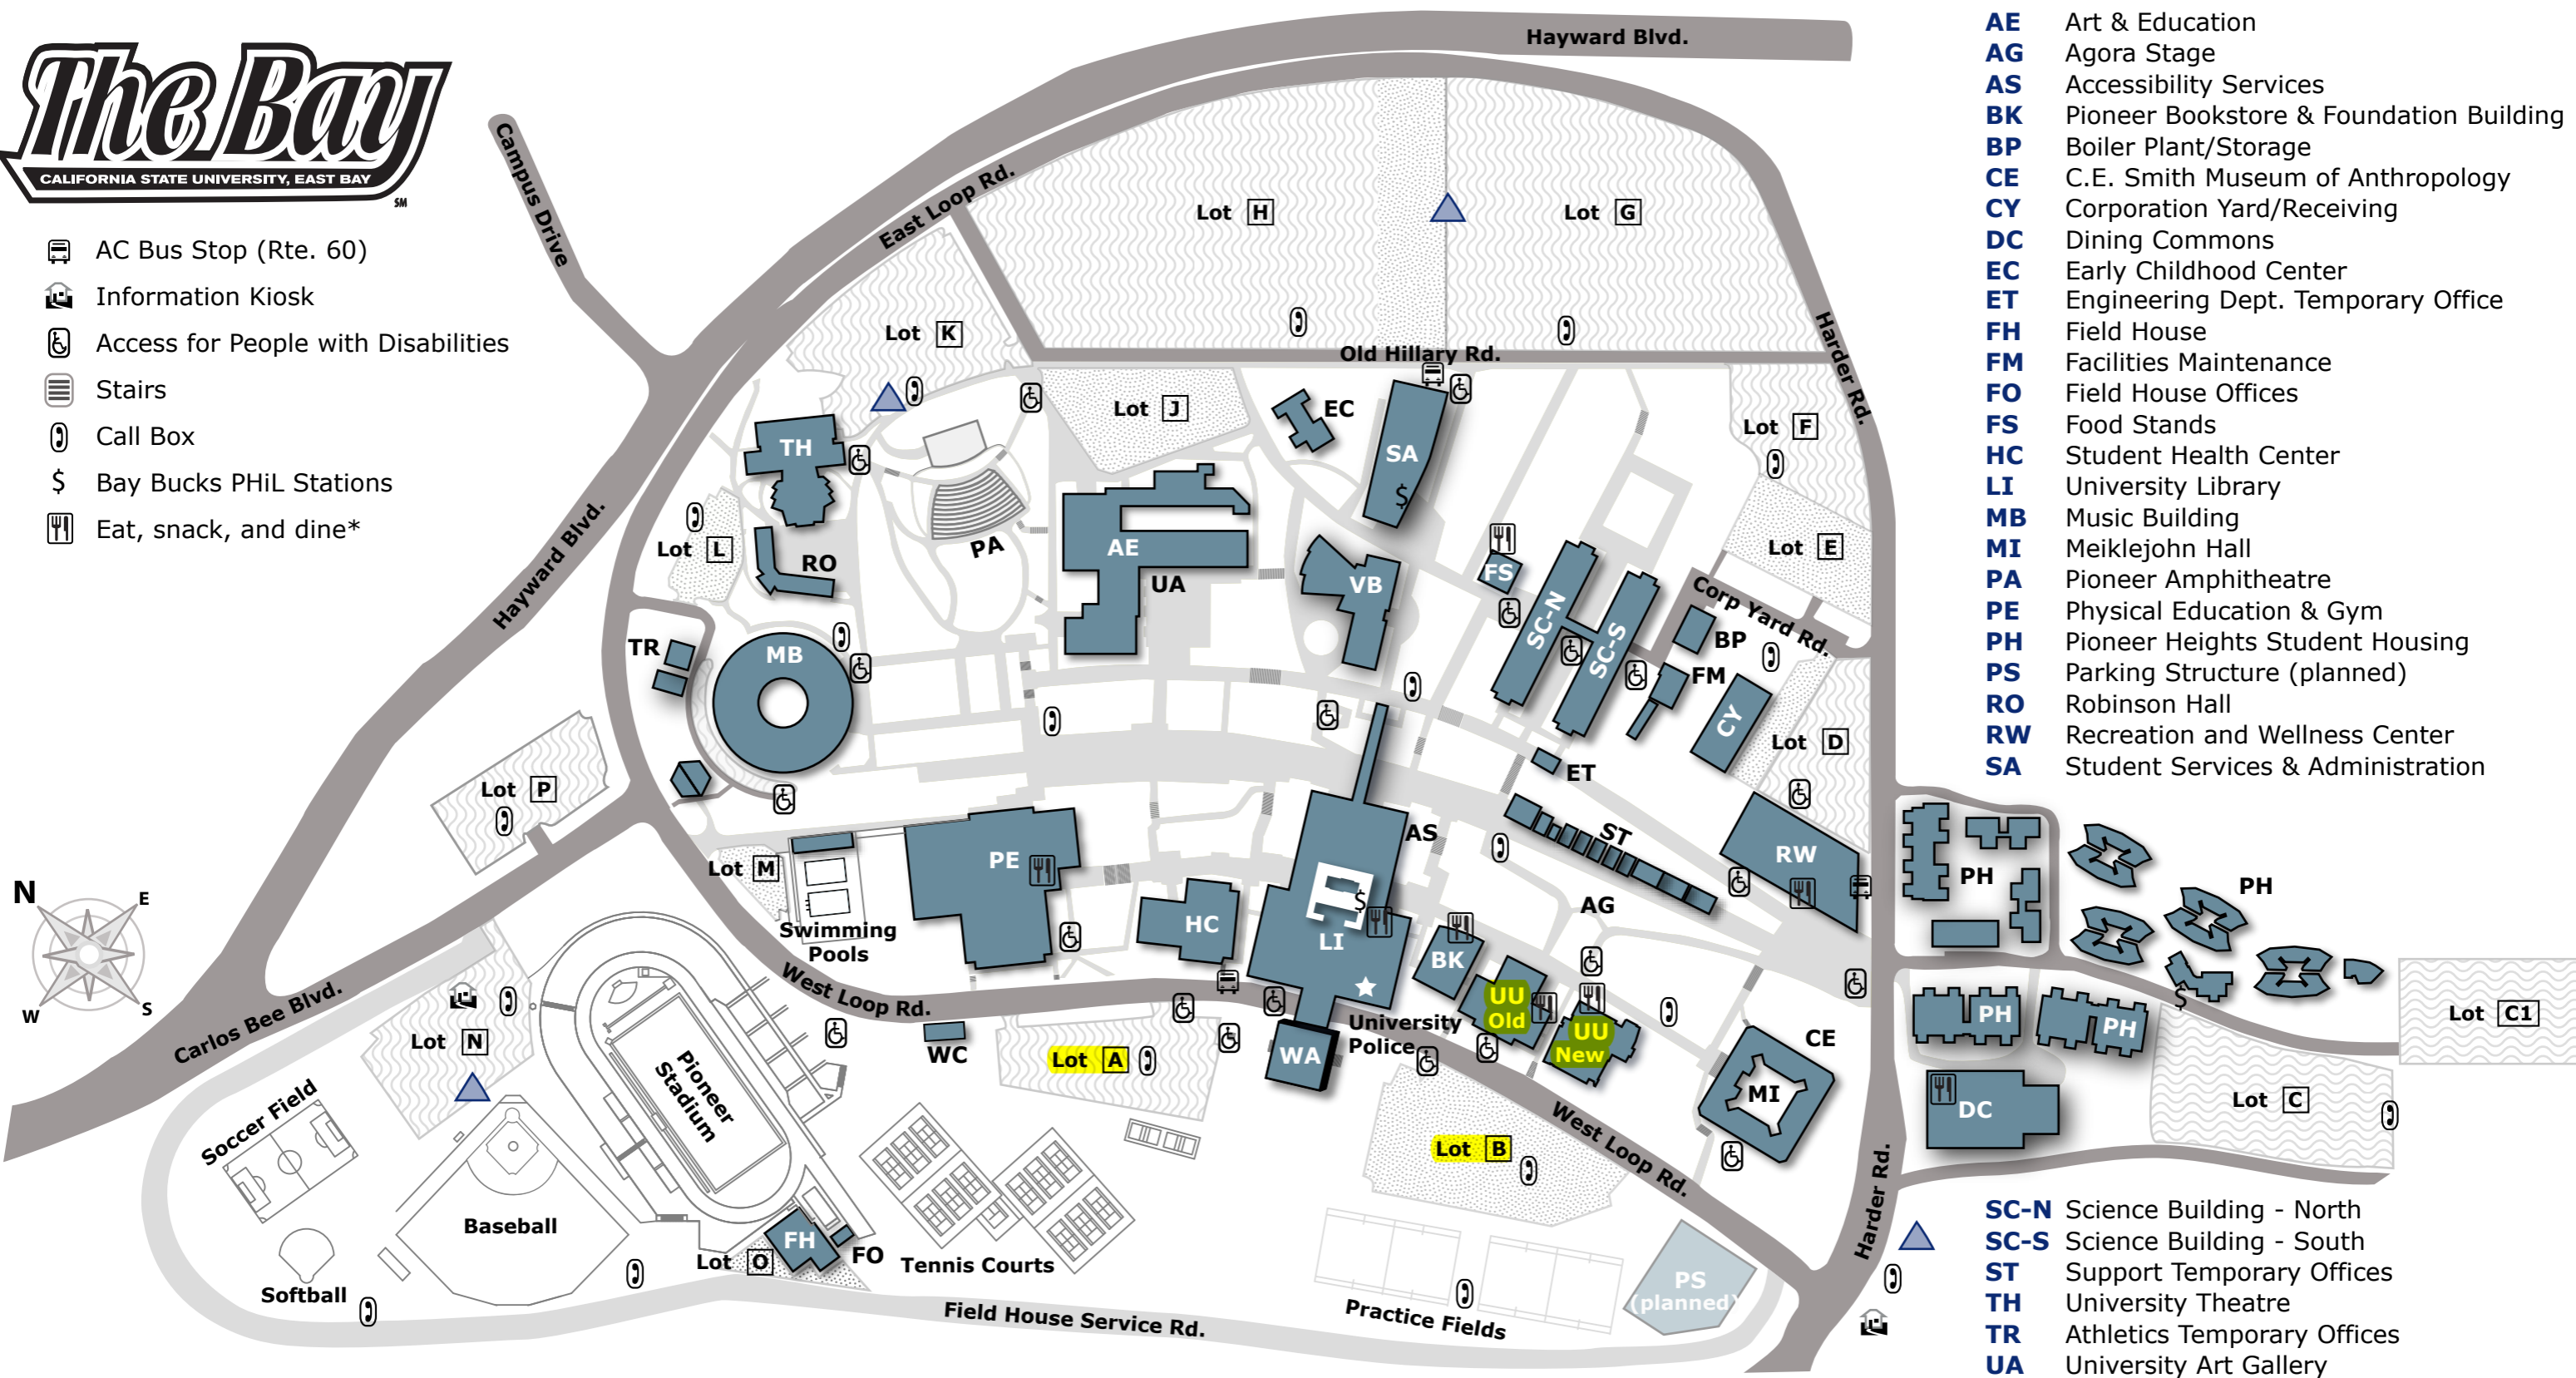 The Bay
CALIFORNIA STATE UNIVERSITY, EAST BAY
SM
AC Bus Stop (Rte. 60)
Information Kiosk
Access for People with Disabilities
Stairs
Call Box
$ Bay Bucks PHiL Stations
Eat, snack, and dine*
Hayward Blvd.
Campus Drive
East Loop Rd.
Lot H
Lot G
Lot K
Old Hillary Rd.
Harder Rd.
Lot J
EC
SA
$
Lot F
TH
Hayward Blvd.
Lot L
RO
PA
AE
UA
VB
FS
SC-N
SC-S
Lot E
Corp Yard Rd.
BP
FM
CY
Lot D
TR
MB
ET
Lot P
Lot M
Swimming
Pools
PE
HC
AS
LI
$
ST
RW
AG
BK
UU
Old
UU
New
PH
PH
PH
PH
$
Lot C1
N
E
S
W
Carlos Bee Blvd.
Lot N
West Loop Rd.
WC
Lot A
WA
University
Police
CE
MI
DC
Lot C
Pioneer
Stadium
Soccer Field
Lot B
West Loop Rd.
Harder Rd.
Baseball
Softball
Lot O
FH
FO
Tennis Courts
Field House Service Rd.
Practice Fields
PS
(planned)
AE Art & Education
AG Agora Stage
AS Accessibility Services
BK Pioneer Bookstore & Foundation Building
BP Boiler Plant/Storage
CE C.E. Smith Museum of Anthropology
CY Corporation Yard/Receiving
DC Dining Commons
EC Early Childhood Center
ET Engineering Dept. Temporary Office
FH Field House
FM Facilities Maintenance
FO Field House Offices
FS Food Stands
HC Student Health Center
LI University Library
MB Music Building
MI Meiklejohn Hall
PA Pioneer Amphitheatre
PE Physical Education & Gym
PH Pioneer Heights Student Housing
PS Parking Structure (planned)
RO Robinson Hall
RW Recreation and Wellness Center
SA Student Services & Administration
SC-N Science Building - North
SC-S Science Building - South
ST Support Temporary Offices
TH University Theatre
TR Athletics Temporary Offices
UA University Art Gallery